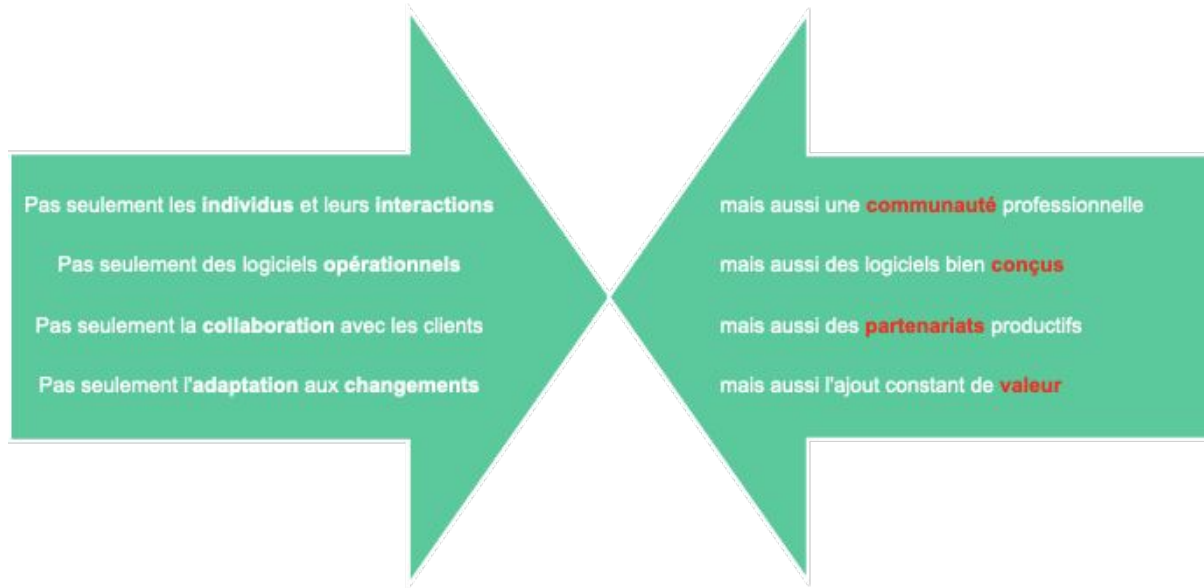 Pas seulement les individus et leurs interactions
mais aussi une communauté professionnelle
Pas seulement des logiciels opérationnels
mais aussi des logiciels bien conçus
Pas seulement la collaboration avec les clients
mais aussi des partenariats productifs
Pas seulement l'adaptation aux changements
mais aussi l'ajout constant de valeur